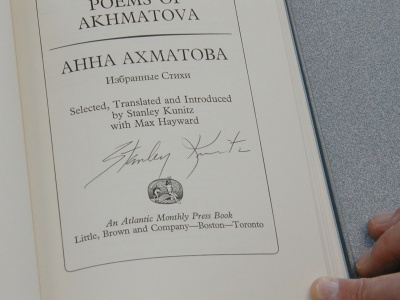 POEMS OF
AKHMATOVA
АННА АХМАТОВА
Избранные Стихи
Selected, Translated and Introduced
by Stanley Kunitz
with Max Hayward
Stanley Kunitz
An Atlantic Monthly Press Book
Little, Brown and Company—Boston—Toronto